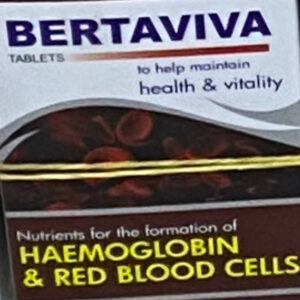 BERTAVIVA
TABLETS
to help maintain
health & vitality
Nutrients for the formation of
HAEMOGLOBIN
& RED BLOOD CELLS